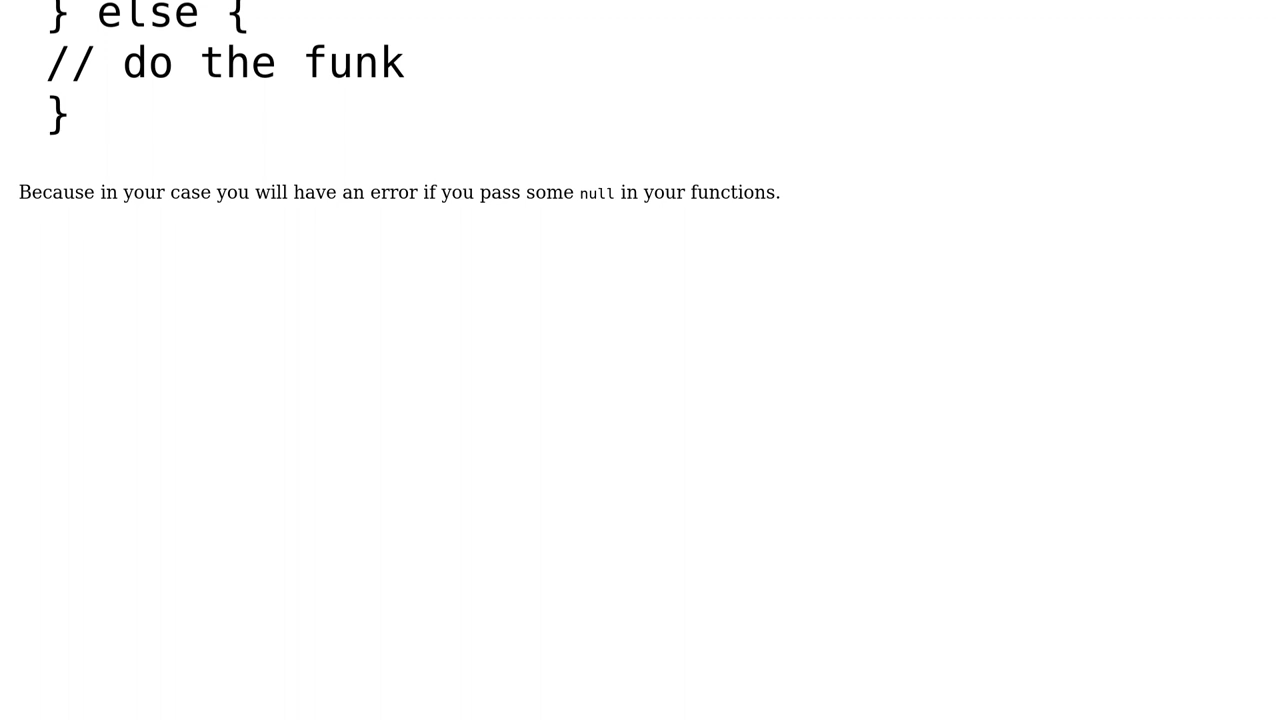 } else {
// do the funk
}
Because in your case you will have an error if you pass some null in your functions.